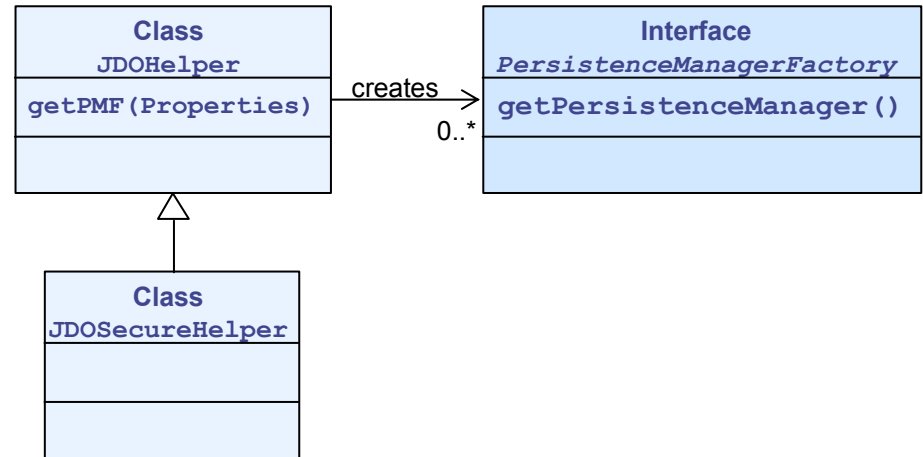 Class
JDOHelper
getPMF(Properties)
creates
0..*
Interface
PersistenceManagerFactory
getPersistenceManager()
Class
JDOSecureHelper